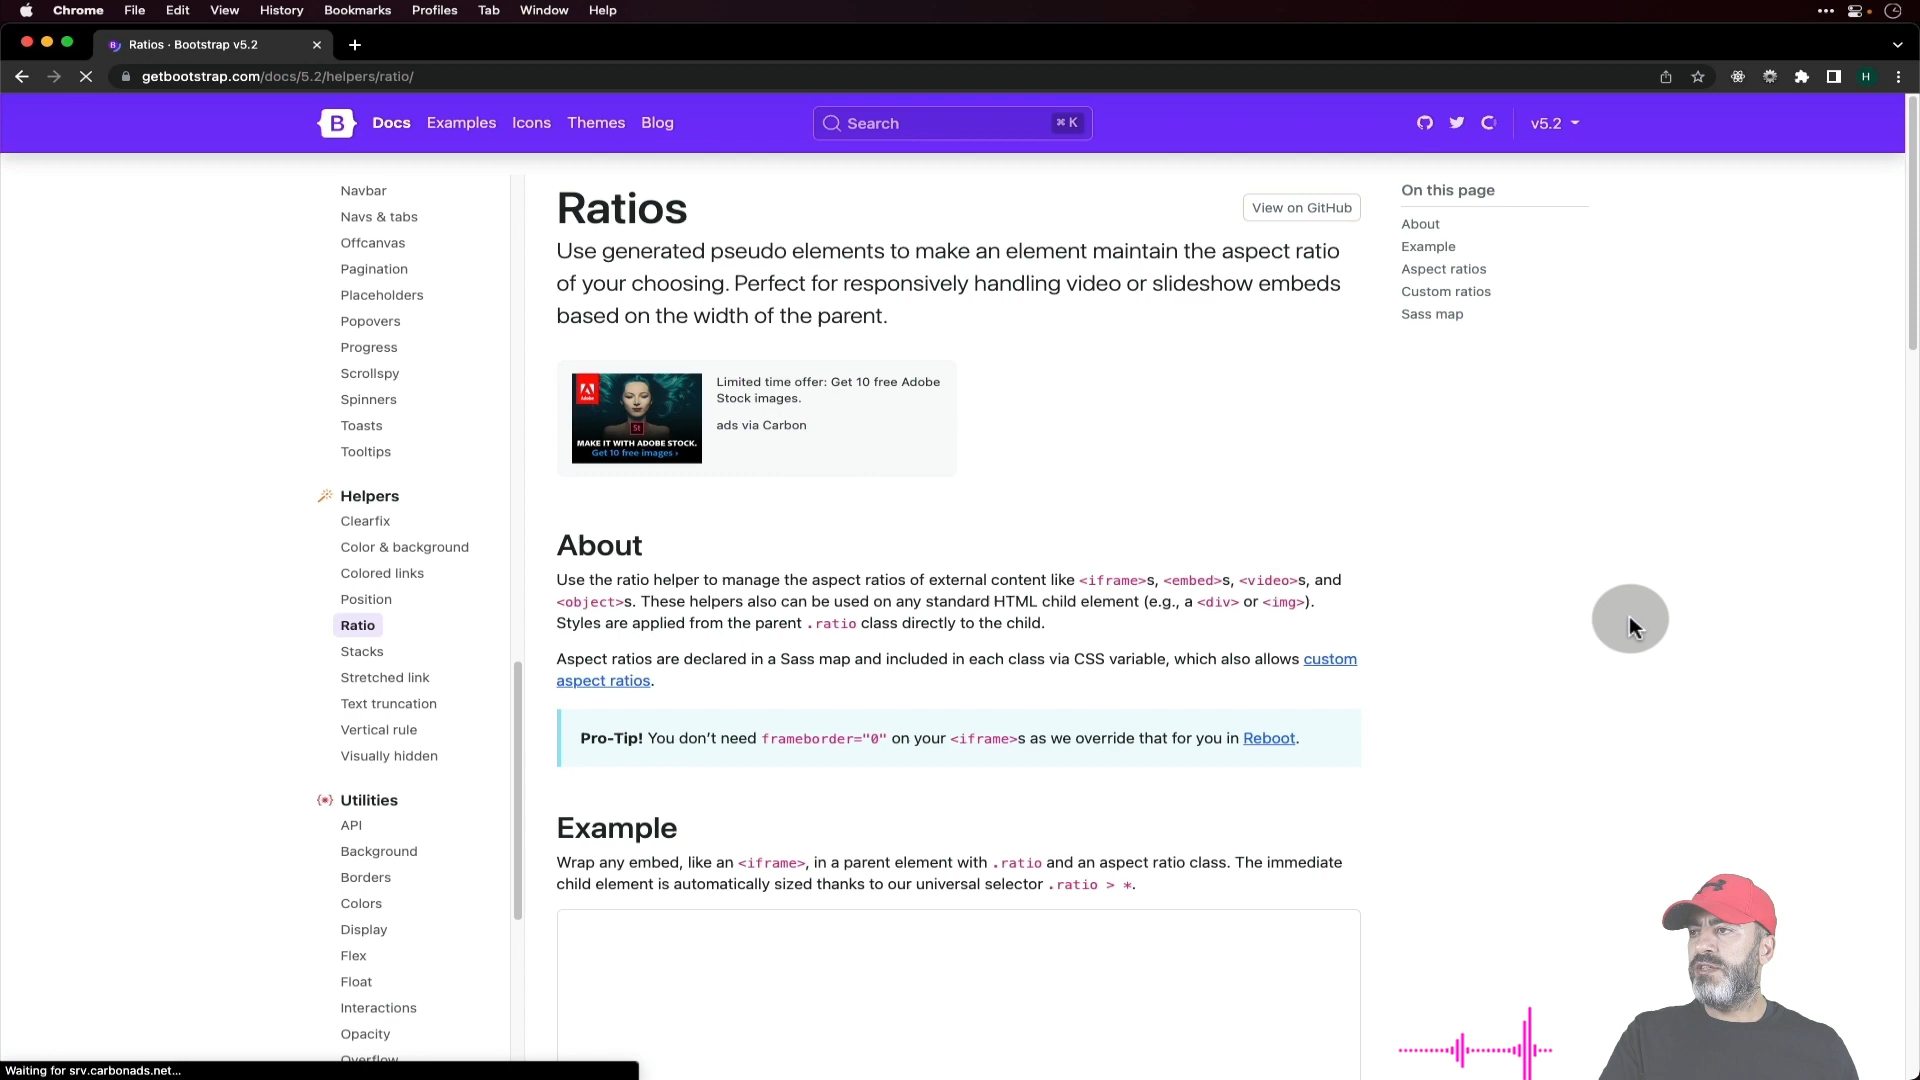 Chrome File Edit View History Bookmarks Profiles Tab Window Help
Ratios · Bootstrap v5.2
getbootstrap.com/docs/5.2/helpers/ratio/
H
B Docs Examples Icons Themes Blog
Search ⌘ K
v5.2
Navbar
Navs & tabs
Offcanvas
Pagination
Placeholders
Popovers
Progress
Scrollspy
Spinners
Toasts
Tooltips
Helpers
Clearfix
Color & background
Colored links
Position
Ratio
Stacks
Stretched link
Text truncation
Vertical rule
Visually hidden
Utilities
API
Background
Borders
Colors
Display
Flex
Float
Interactions
Opacity
Overflow
Ratios
View on GitHub
Use generated pseudo elements to make an element maintain the aspect ratio
of your choosing. Perfect for responsively handling video or slideshow embeds
based on the width of the parent.
Adobe
St
MAKE IT WITH ADOBE STOCK.
Get 10 free images ›
Limited time offer: Get 10 free Adobe
Stock images.
ads via Carbon
About
Use the ratio helper to manage the aspect ratios of external content like <iframe>s, <embed>s, <video>s, and
<object>s. These helpers also can be used on any standard HTML child element (e.g., a <div> or <img>).
Styles are applied from the parent .ratio class directly to the child.
Aspect ratios are declared in a Sass map and included in each class via CSS variable, which also allows custom
aspect ratios.
Pro-Tip! You don't need frameborder="0" on your <iframe>s as we override that for you in Reboot.
Example
Wrap any embed, like an <iframe>, in a parent element with .ratio and an aspect ratio class. The immediate
child element is automatically sized thanks to our universal selector .ratio > *.
On this page
About
Example
Aspect ratios
Custom ratios
Sass map
Waiting for srv.carbonads.net...